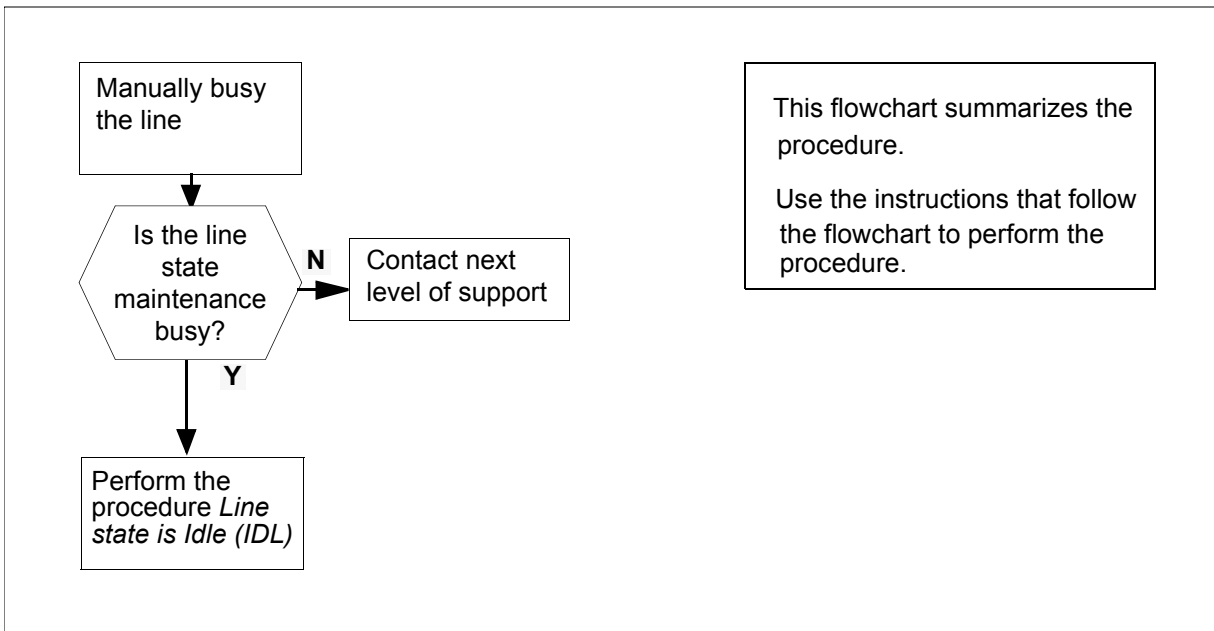 Manually busy
the line
Is the line
state
maintenance
busy?
N
Contact next
level of support
Y
Perform the
procedure Line
state is Idle (IDL)
This flowchart summarizes the
procedure.
Use the instructions that follow
the flowchart to perform the
procedure.